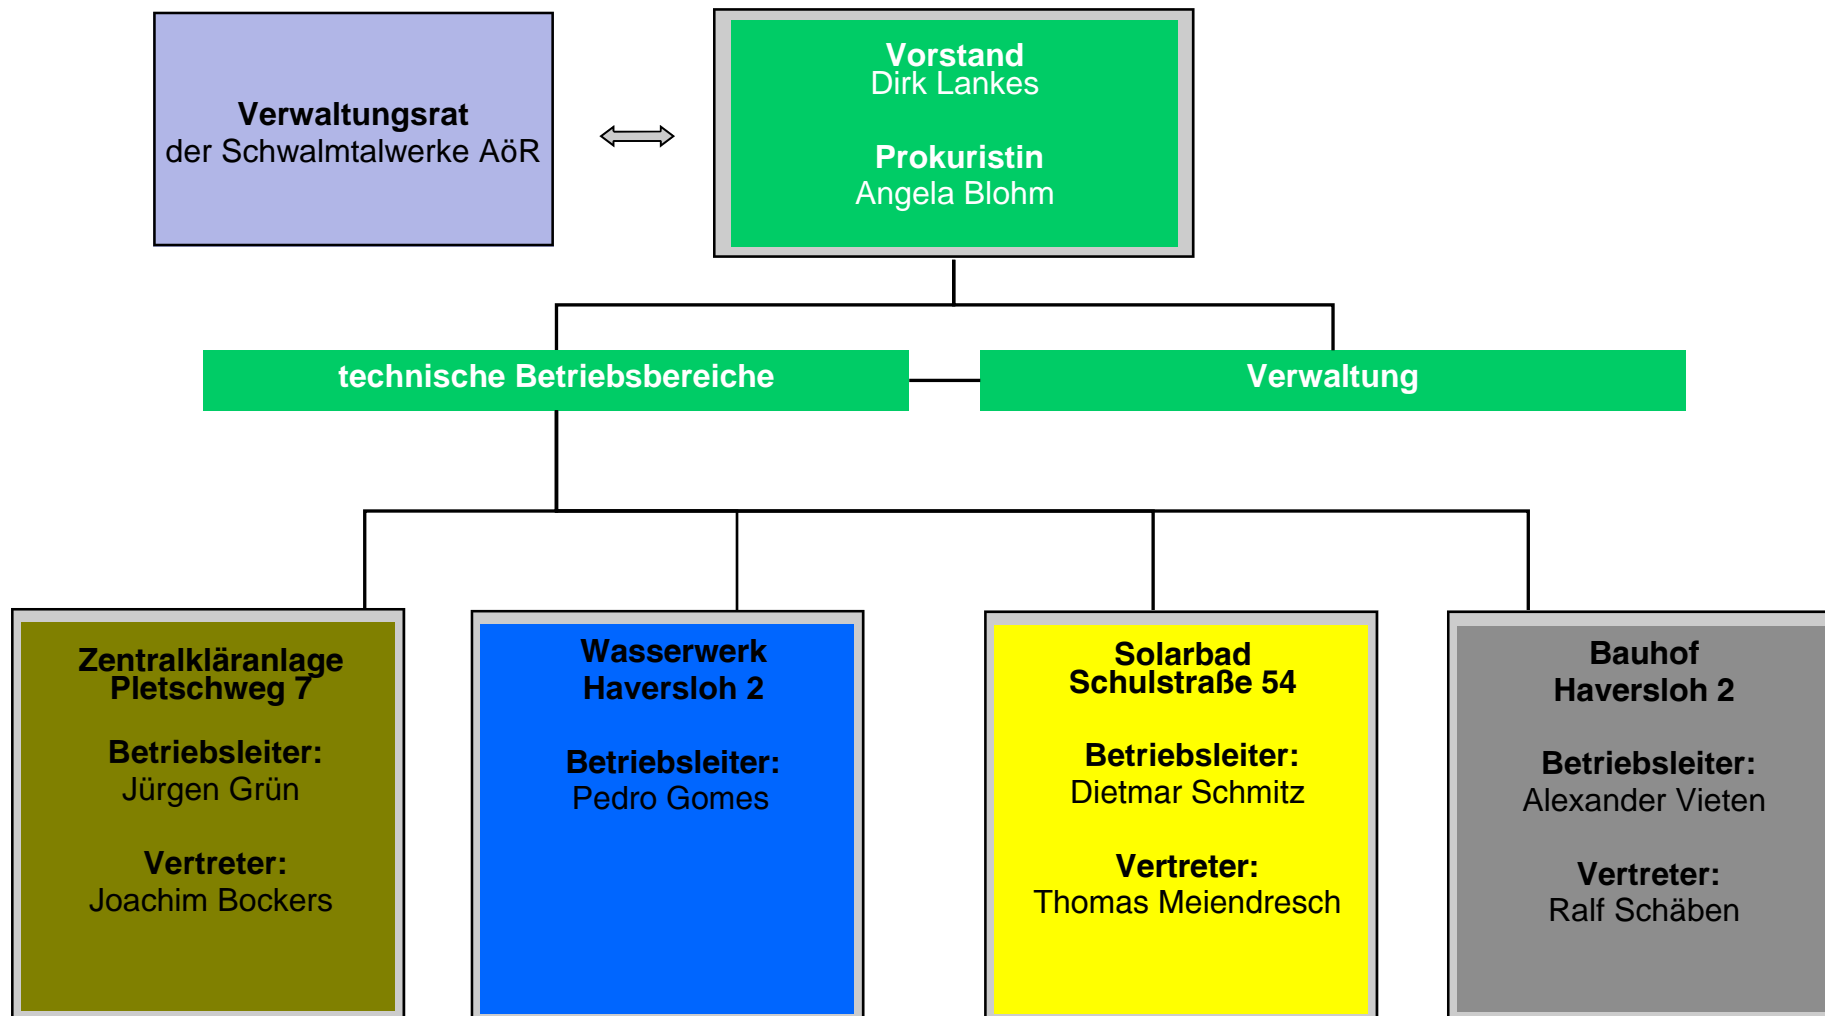 Verwaltungsrat
der Schwalmtalwerke AöR
Vorstand
Dirk Lankes
Prokuristin
Angela Blohm
technische Betriebsbereiche
Verwaltung
Zentralkläranlage
Pletschweg 7
Betriebsleiter:
Jürgen Grün
Vertreter:
Joachim Bockers
Wasserwerk
Haversloh 2
Betriebsleiter:
Pedro Gomes
Solarbad
Schulstraße 54
Betriebsleiter:
Dietmar Schmitz
Vertreter:
Thomas Meiendresch
Bauhof
Haversloh 2
Betriebsleiter:
Alexander Vieten
Vertreter:
Ralf Schäben